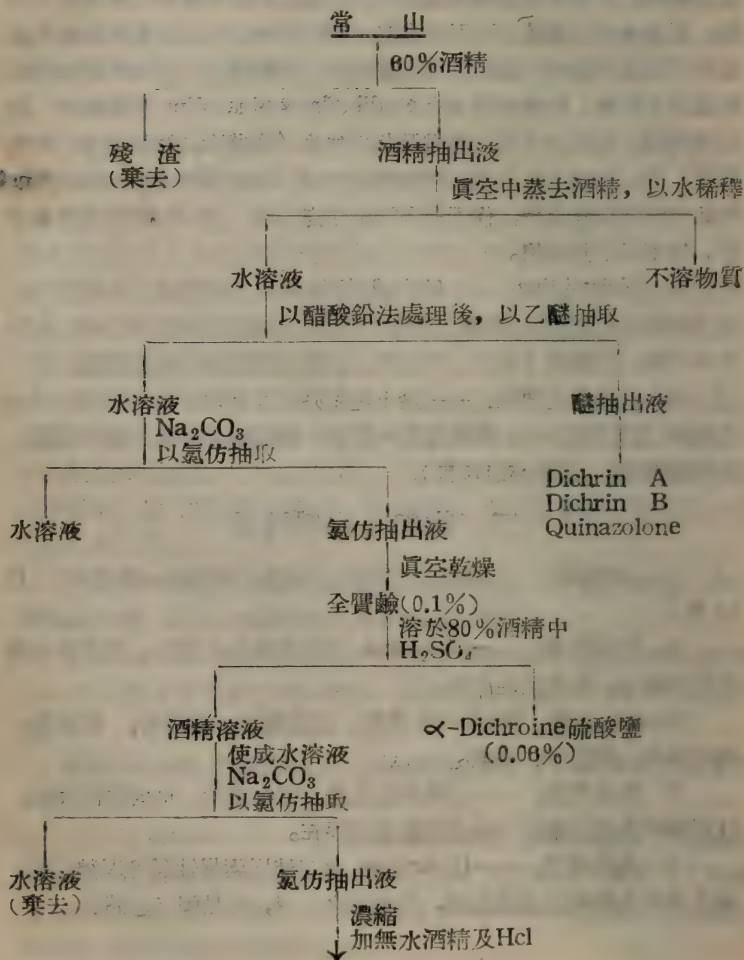 常 山
60%酒精
殘 渣 酒精抽出液
(棄去)
眞空中蒸去酒精，以水稀釋
水溶液 不溶物質
以醋酸鉛法處理後，以乙醚抽取
水溶液 醚抽出液
Na₂CO₃
以氯仿抽取
Dichrin A
Dichrin B
水溶液 氯仿抽出液 Quinazolone
眞空乾燥
全質鹼(0.1%)
溶於80%酒精中
H₂SO₄
酒精溶液 α-Dichroine硫酸鹽
使成水溶液 (0.06%)
Na₂CO₃
以氯仿抽取
水溶液 氯仿抽出液
(棄去)
濃縮
加無水酒精及Hcl